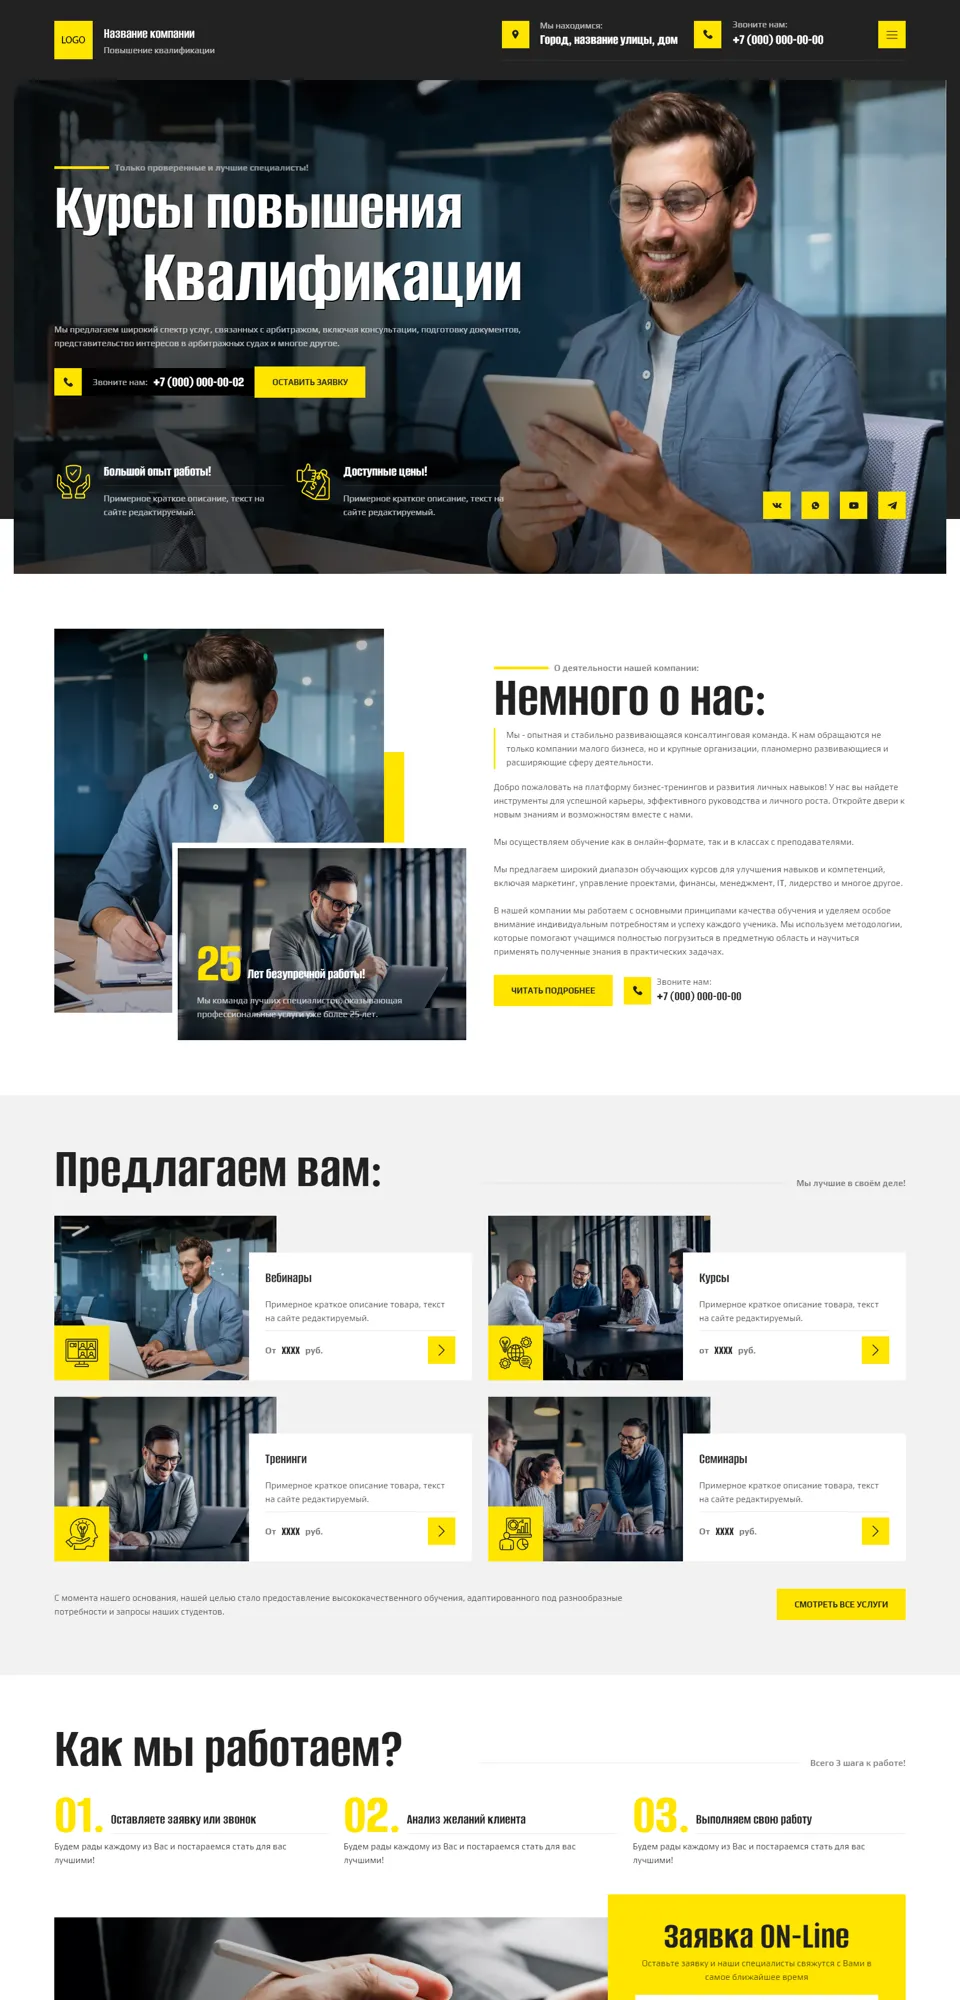 LOGO
Название компании
Повышение квалификации
Мы находимся:
Город, название улицы, дом
Звоните нам:
+7 (000) 000-00-00
Только проверенные и лучшие специалисты!
Курсы повышения
Квалификации
Мы предлагаем широкий спектр услуг, связанных с арбитражом, включая консультации, подготовку документов,
представительство интересов в арбитражных судах и многое другое.
Звоните нам: +7 (000) 000-00-02
ОСТАВИТЬ ЗАЯВКУ
Большой опыт работы!
Примерное краткое описание, текст на
сайте редактируемый.
Доступные цены!
Примерное краткое описание, текст на
сайте редактируемый.
О деятельности нашей компании:
Немного о нас:
Мы - опытная и стабильно развивающаяся консалтинговая команда. К нам обращаются не
только компании малого бизнеса, но и крупные организации, планомерно развивающиеся и
расширяющие сферу деятельности.
Добро пожаловать на платформу бизнес-тренингов и развития личных навыков! У нас вы найдете
инструменты для успешной карьеры, эффективного руководства и личного роста. Откройте двери к
новым знаниям и возможностям вместе с нами.
Мы осуществляем обучение как в онлайн-формате, так и в классах с преподавателями.
Мы предлагаем широкий диапазон обучающих курсов для улучшения навыков и компетенций,
включая маркетинг, управление проектами, финансы, менеджмент, IT, лидерство и многое другое.
В нашей компании мы работаем с основными принципами качества обучения и уделяем особое
внимание индивидуальным потребностям и успеху каждого ученика. Мы используем методологии,
которые помогают учащимся полностью погрузиться в предметную область и научиться
применять полученные знания в практических задачах.
25 Лет безупречной работы!
Мы команда лучших специалистов, оказывающая
профессиональные услуги уже более 25 лет.
ЧИТАТЬ ПОДРОБНЕЕ
Звоните нам:
+7 (000) 000-00-00
Предлагаем вам:
Мы лучшие в своём деле!
Вебинары
Примерное краткое описание товара, текст
на сайте редактируемый.
От XXXX руб.
Курсы
Примерное краткое описание товара, текст
на сайте редактируемый.
от XXXX руб.
Тренинги
Примерное краткое описание товара, текст
на сайте редактируемый.
От XXXX руб.
Семинары
Примерное краткое описание товара, текст
на сайте редактируемый.
От XXXX руб.
С момента нашего основания, нашей целью стало предоставление высококачественного обучения, адаптированного под разнообразные
потребности и запросы наших студентов.
СМОТРЕТЬ ВСЕ УСЛУГИ
Как мы работаем?
Всего 3 шага к работе!
01. Оставляете заявку или звонок
Будем рады каждому из Вас и постараемся стать для вас
лучшими!
02. Анализ желаний клиента
Будем рады каждому из Вас и постараемся стать для вас
лучшими!
03. Выполняем свою работу
Будем рады каждому из Вас и постараемся стать для вас
лучшими!
Заявка ON-Line
Оставьте заявку и наши специалисты свяжутся с Вами в
самое ближайшее время